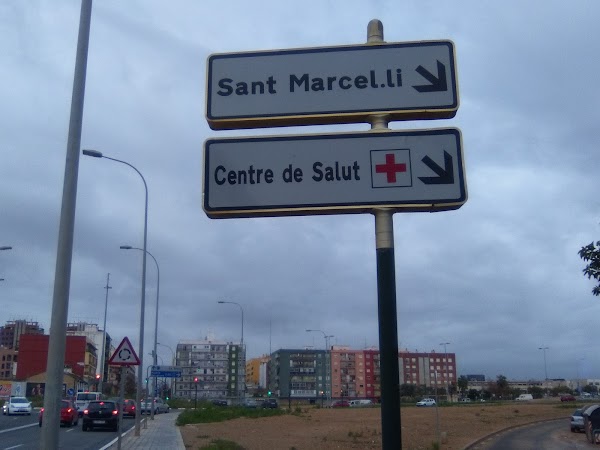 Sant Marcel.li
Centre de Salut